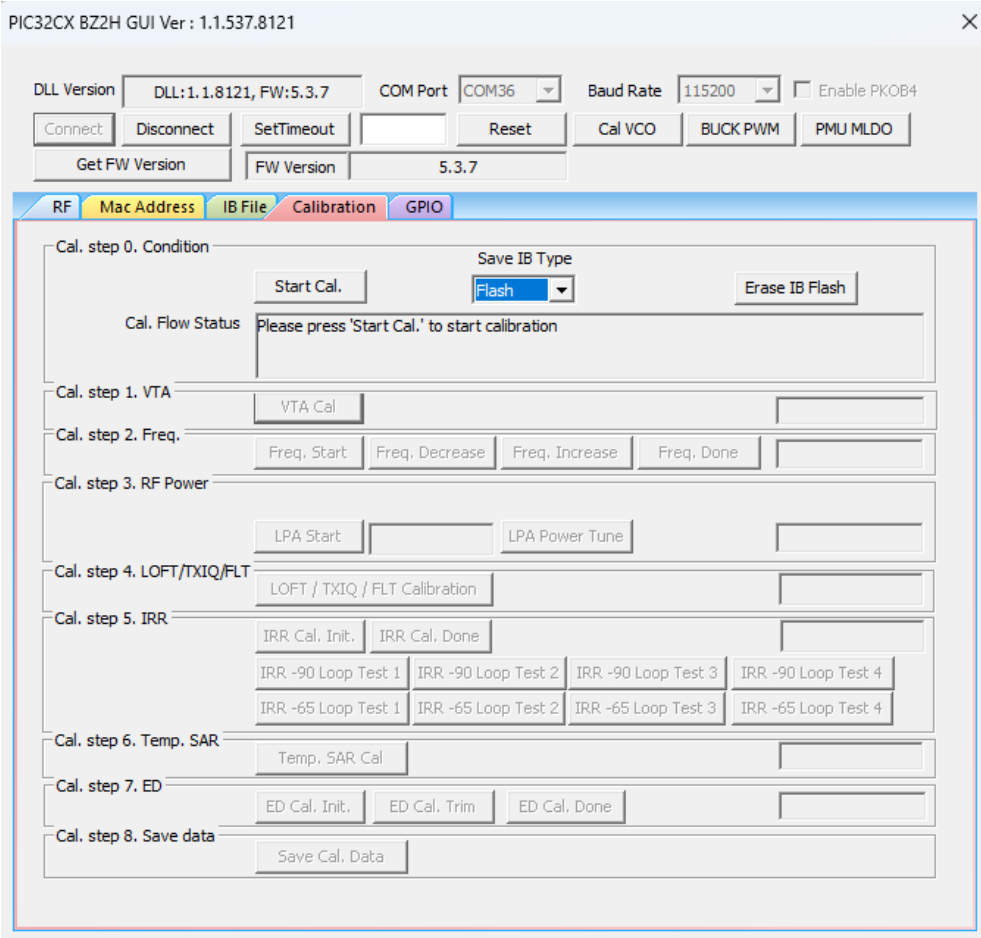 PIC32CX BZ2H GUI Ver : 1.1.537.8121
DLL Version DLL:1.1.8121, FW:5.3.7 COM Port COM36 Baud Rate 115200 Enable PKOB4
Connect Disconnect SetTimeout Reset Cal VCO BUCK PWM PMU MLDO
Get FW Version FW Version 5.3.7
RF Mac Address IB File Calibration GPIO
Cal. step 0. Condition
Save IB Type
Start Cal. Flash Erase IB Flash
Cal. Flow Status Please press 'Start Cal.' to start calibration
Cal. step 1. VTA
VTA Cal
Cal. step 2. Freq.
Freq. Start Freq. Decrease Freq. Increase Freq. Done
Cal. step 3. RF Power
LPA Start LPA Power Tune
Cal. step 4. LOFT/TXIQ/FLT
LOFT / TXIQ / FLT Calibration
Cal. step 5. IRR
IRR Cal. Init. IRR Cal. Done
IRR -90 Loop Test 1 IRR -90 Loop Test 2 IRR -90 Loop Test 3 IRR -90 Loop Test 4
IRR -65 Loop Test 1 IRR -65 Loop Test 2 IRR -65 Loop Test 3 IRR -65 Loop Test 4
Cal. step 6. Temp. SAR
Temp. SAR Cal
Cal. step 7. ED
ED Cal. Init. ED Cal. Trim ED Cal. Done
Cal. step 8. Save data
Save Cal. Data